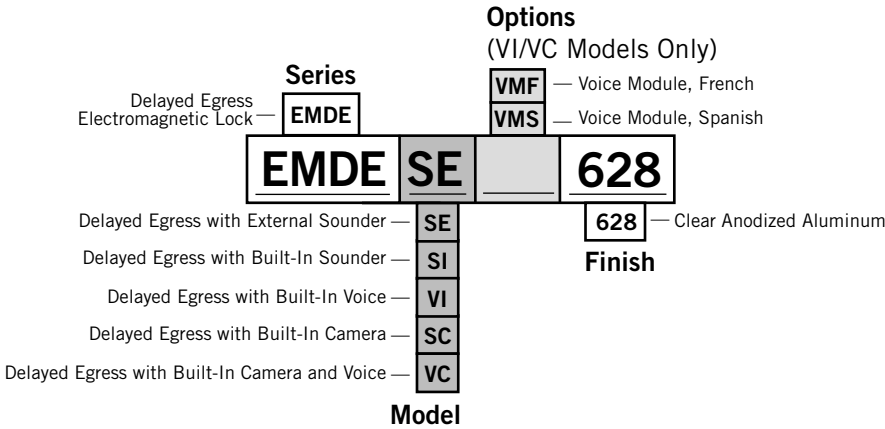 Options
(VI/VC Models Only)
Series
VMF — Voice Module, French
Delayed Egress
Electromagnetic Lock — EMDE
VMS — Voice Module, Spanish
EMDE SE 628
Delayed Egress with External Sounder — SE
628 — Clear Anodized Aluminum
Delayed Egress with Built-In Sounder — SI
Finish
Delayed Egress with Built-In Voice — VI
Delayed Egress with Built-In Camera — SC
Delayed Egress with Built-In Camera and Voice — VC
Model